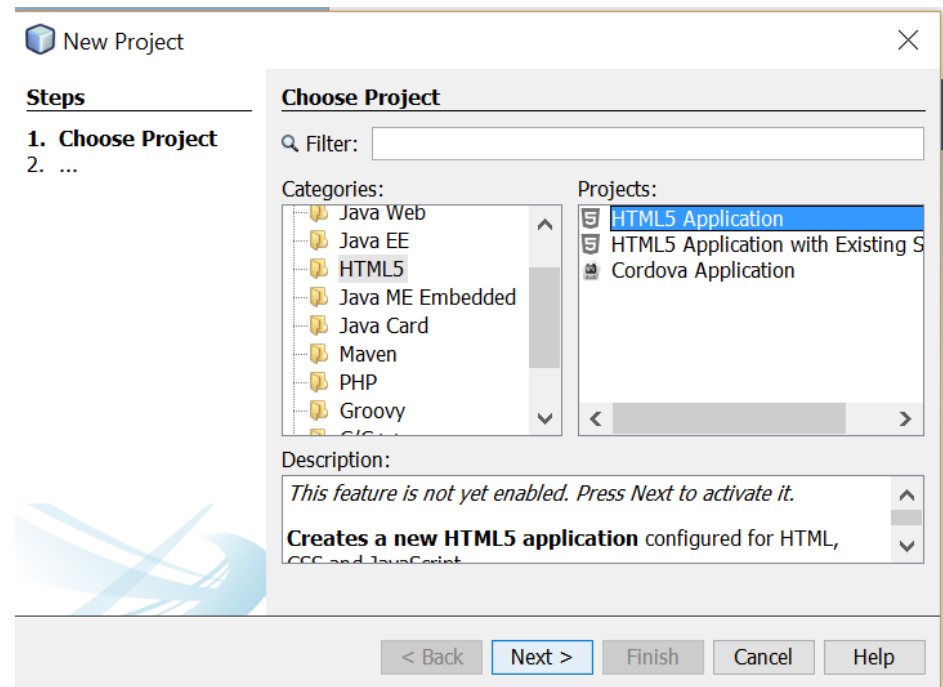 New Project
Steps
1. Choose Project
2. ...
Choose Project
Filter:
Categories:
Java Web
Java EE
HTML5
Java ME Embedded
Java Card
Maven
PHP
Groovy
Projects:
HTML5 Application
HTML5 Application with Existing S
Cordova Application
Description:
This feature is not yet enabled. Press Next to activate it.
Creates a new HTML5 application configured for HTML,
CSS and JavaScript
< Back
Next >
Finish
Cancel
Help